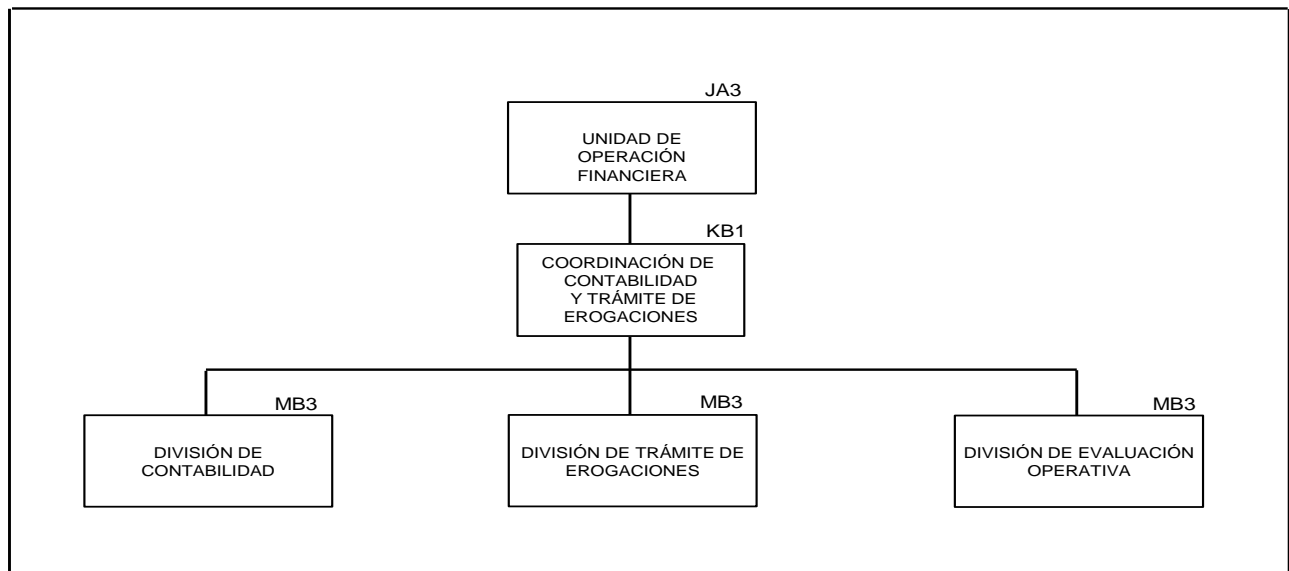 JA3
UNIDAD DE
OPERACIÓN
FINANCIERA
KB1
COORDINACIÓN DE
CONTABILIDAD
Y TRÁMITE DE
EROGACIONES
MB3
DIVISIÓN DE
CONTABILIDAD
MB3
DIVISIÓN DE TRÁMITE DE
EROGACIONES
MB3
DIVISIÓN DE EVALUACIÓN
OPERATIVA